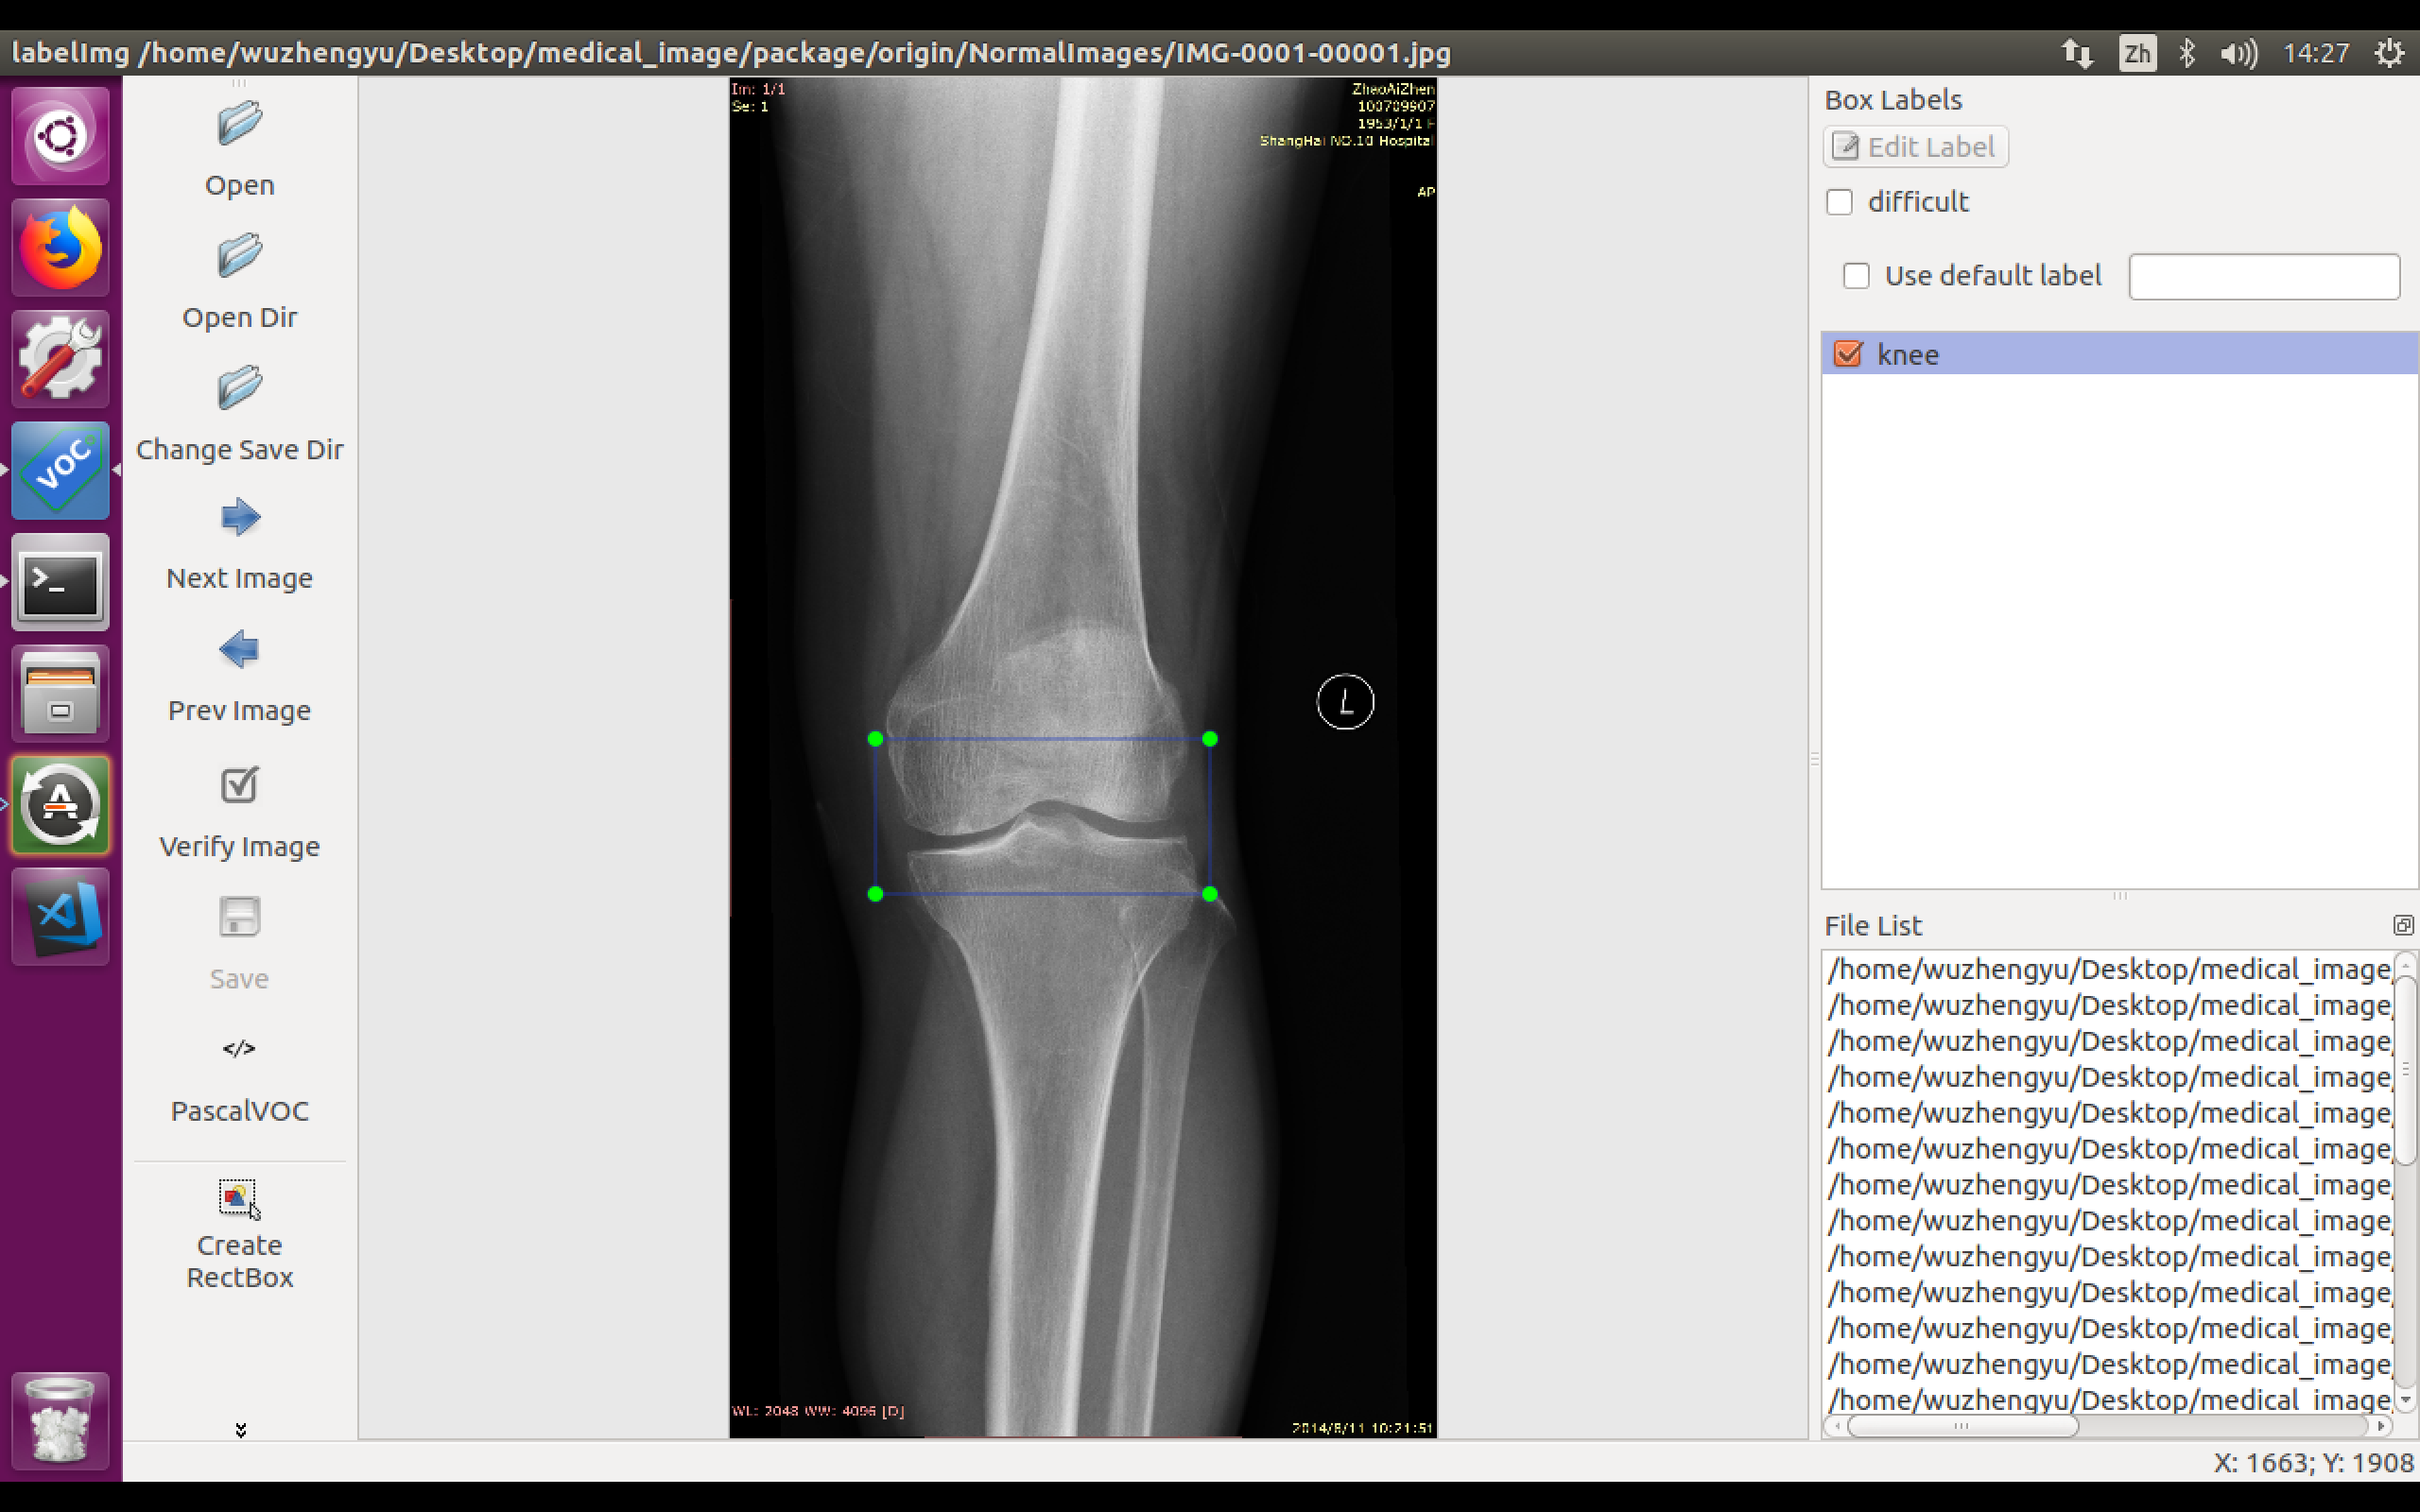 labelImg /home/wuzhengyu/Desktop/medical_image/package/origin/NormalImages/IMG-0001-00001.jpg
Zh
14:27
Open
Open Dir
Change Save Dir
Next Image
Prev Image
Verify Image
Save
</>
PascalVOC
Create
RectBox
VOC
>_
A
Im: 1/1
Se: 1
ZhaoAiZhen
100709907
1953/1/1 F
ShangHai NO.10 Hospital
AP
L
WL: 2048 WW: 4096 [D]
2014/8/11 10:21:51
Box Labels
Edit Label
difficult
Use default label
knee
File List
/home/wuzhengyu/Desktop/medical_image/
/home/wuzhengyu/Desktop/medical_image/
/home/wuzhengyu/Desktop/medical_image/
/home/wuzhengyu/Desktop/medical_image/
/home/wuzhengyu/Desktop/medical_image/
/home/wuzhengyu/Desktop/medical_image/
/home/wuzhengyu/Desktop/medical_image/
/home/wuzhengyu/Desktop/medical_image/
/home/wuzhengyu/Desktop/medical_image/
/home/wuzhengyu/Desktop/medical_image/
/home/wuzhengyu/Desktop/medical_image/
/home/wuzhengyu/Desktop/medical_image/
/home/wuzhengyu/Desktop/medical_image/
X: 1663; Y: 1908